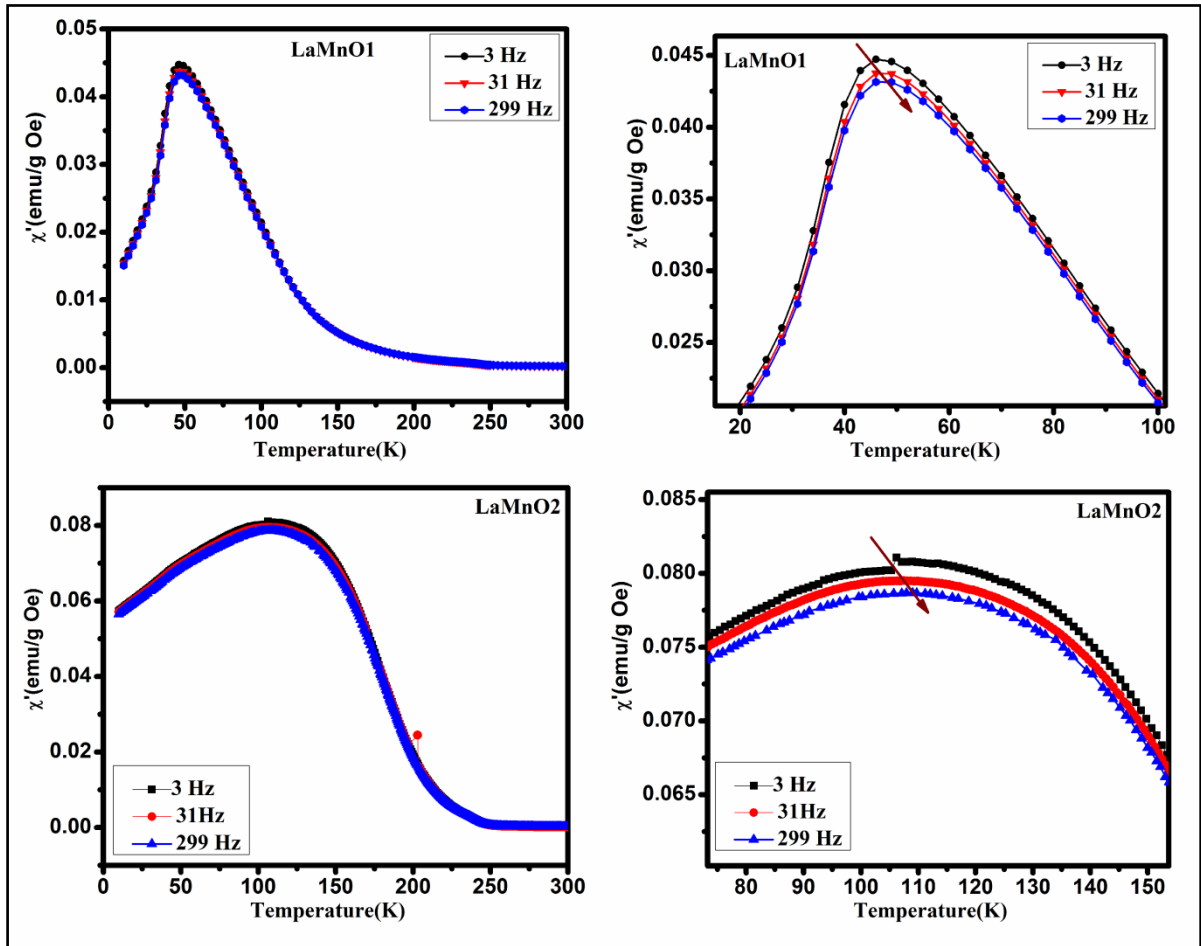 LaMnO1
3 Hz
31 Hz
299 Hz
χ'(emu/g Oe)
0.05
0.04
0.03
0.02
0.01
0.00
0 50 100 150 200 250 300
Temperature(K)
LaMnO1
3 Hz
31 Hz
299 Hz
χ'(emu/g Oe)
0.045
0.040
0.035
0.030
0.025
20 40 60 80 100
Temperature(K)
LaMnO2
3 Hz
31Hz
299 Hz
χ'(emu/g Oe)
0.08
0.06
0.04
0.02
0.00
0 50 100 150 200 250 300
Temperature(K)
LaMnO2
3 Hz
31Hz
299 Hz
χ'(emu/g Oe)
0.085
0.080
0.075
0.070
0.065
80 90 100 110 120 130 140 150
Temperature(K)